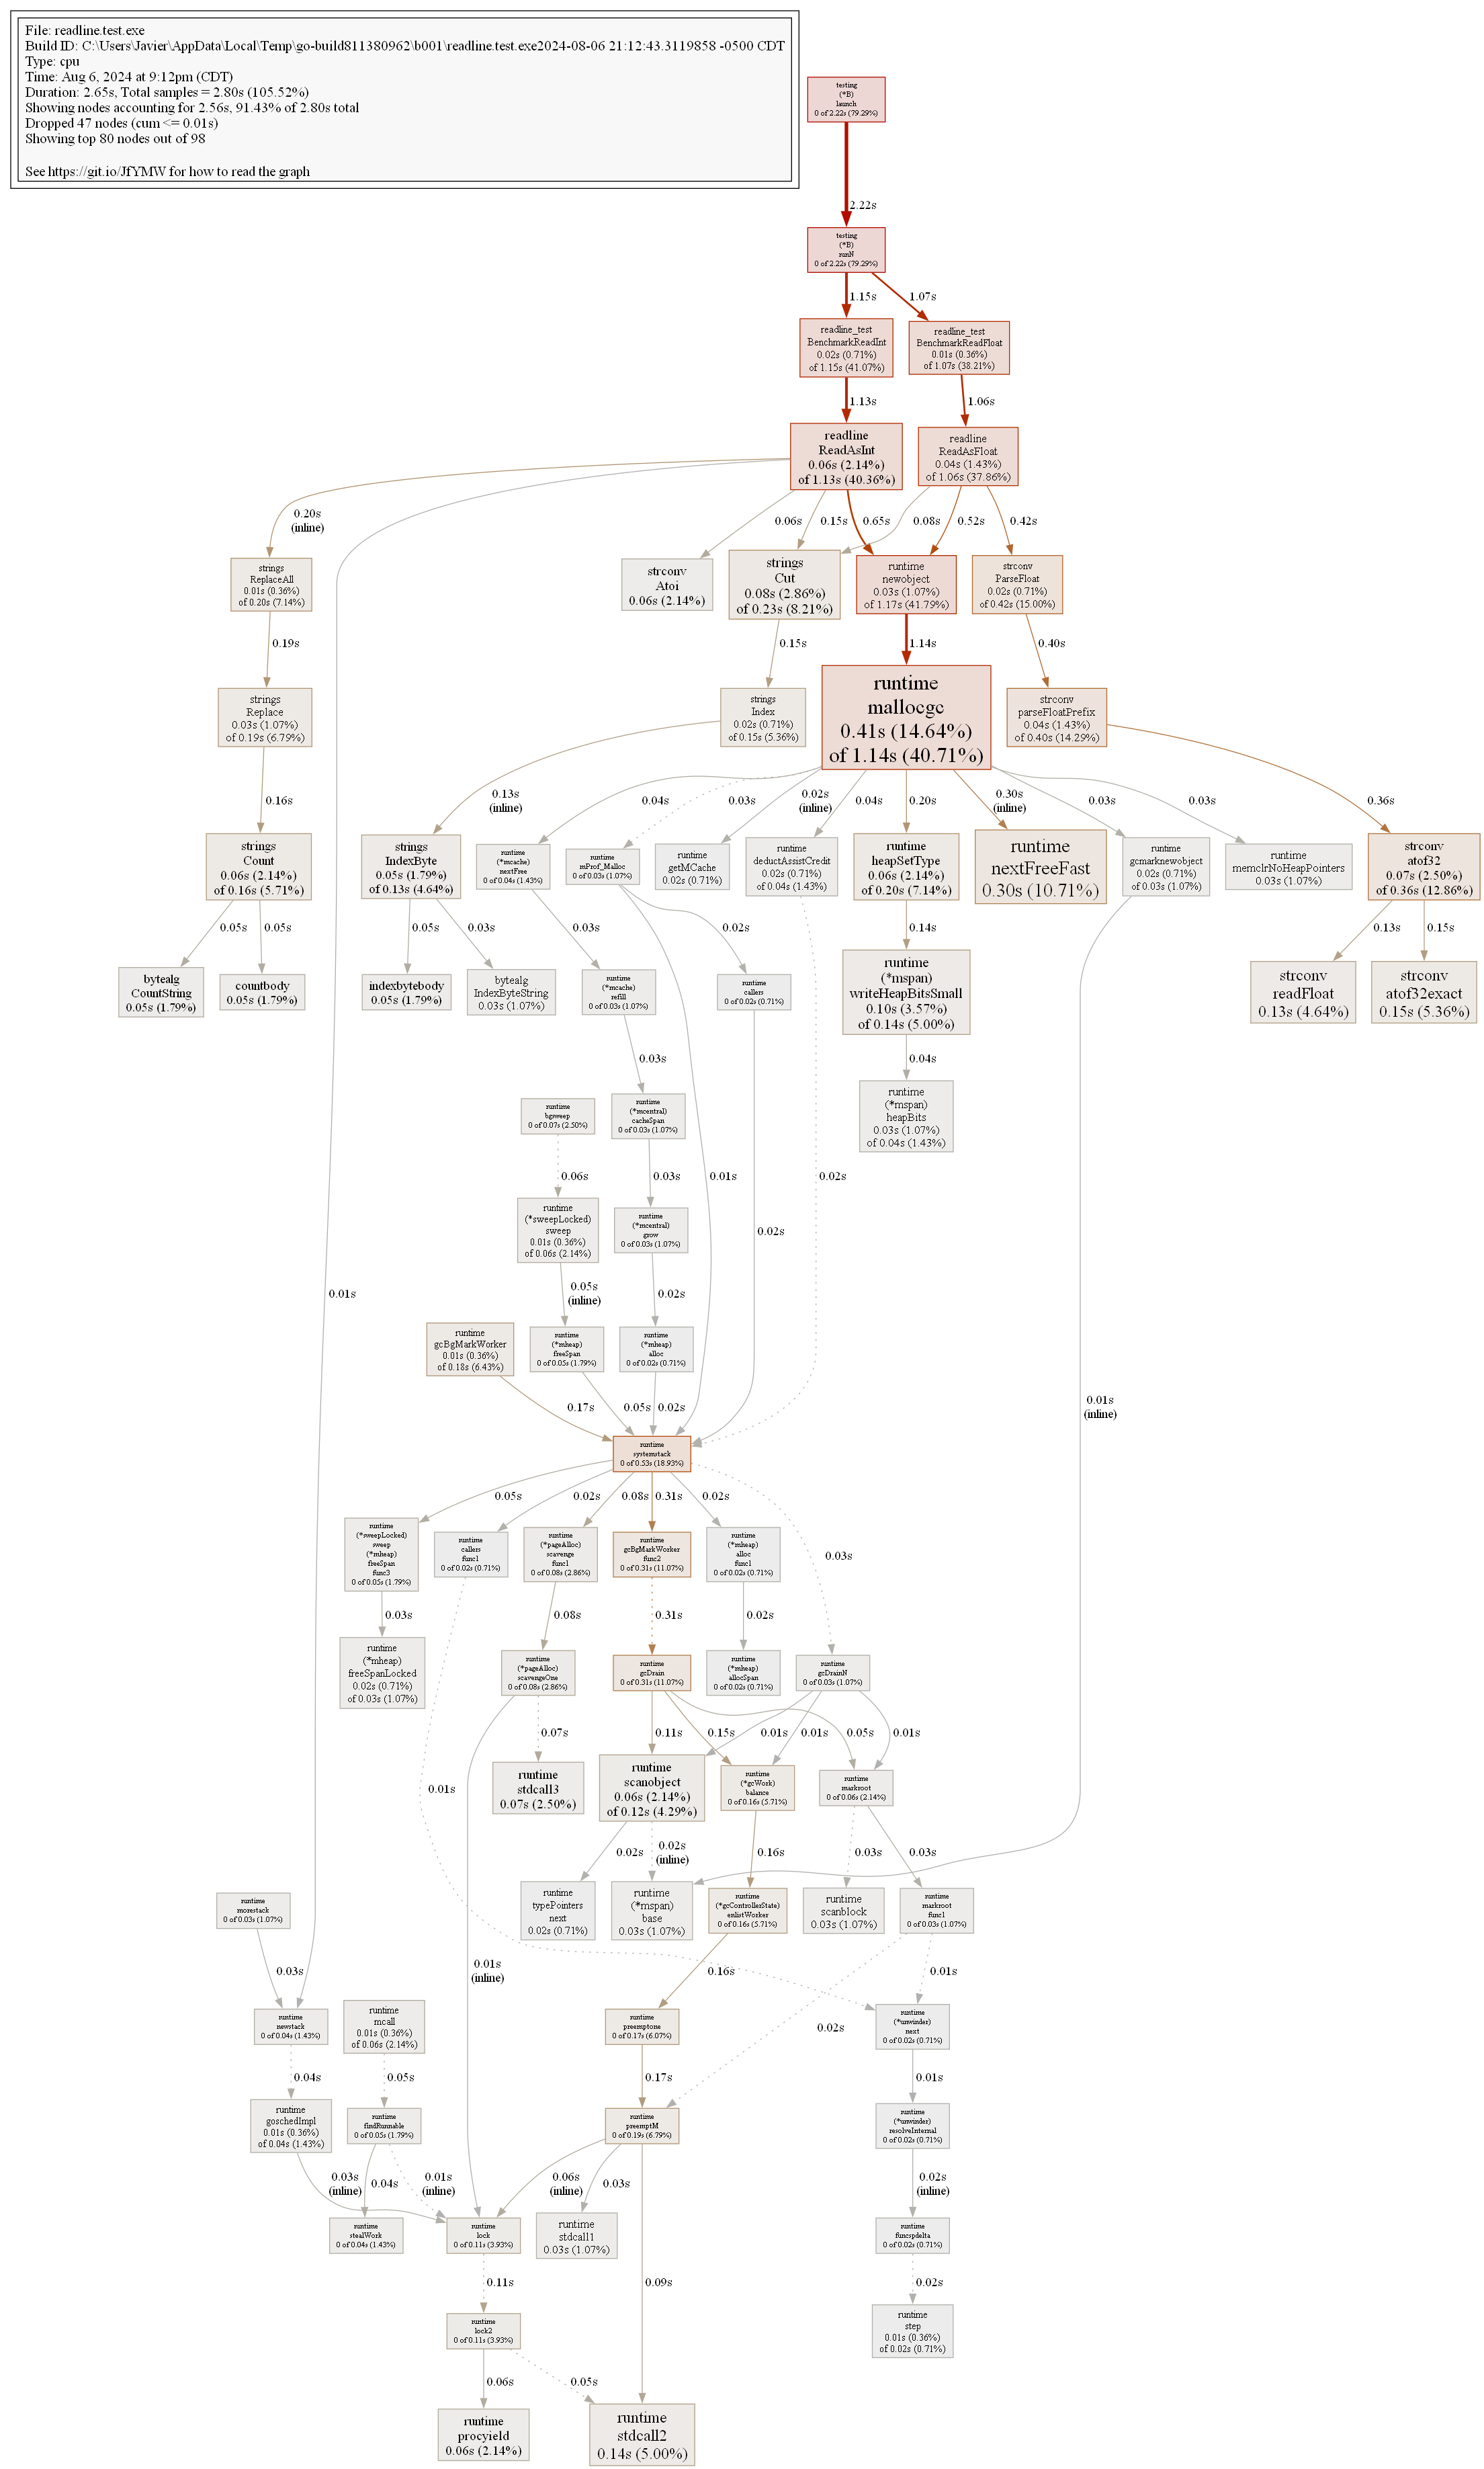 File: readline.test.exe
Build ID: C:\Users\Javier\AppData\Local\Temp\go-build811380962\b001\readline.test.exe2024-08-06 21:12:43.3119858 -0500 CDT
Type: cpu
Time: Aug 6, 2024 at 9:12pm (CDT)
Duration: 2.65s, Total samples = 2.80s (105.52%)
Showing nodes accounting for 2.56s, 91.43% of 2.80s total
Dropped 47 nodes (cum <= 0.01s)
Showing top 80 nodes out of 98
See https://git.io/JfYMW for how to read the graph
testing
(*B)
launch
0 of 2.22s (79.29%)
2.22s
testing
(*B)
runN
0 of 2.22s (79.29%)
1.15s
1.07s
readline_test
BenchmarkReadInt
0.02s (0.71%)
of 1.15s (41.07%)
readline_test
BenchmarkReadFloat
0.01s (0.36%)
of 1.07s (38.21%)
1.13s
1.06s
readline
ReadAsInt
0.06s (2.14%)
of 1.13s (40.36%)
readline
ReadAsFloat
0.04s (1.43%)
of 1.06s (37.86%)
0.20s
(inline)
0.06s
0.15s
0.65s
0.08s
0.52s
0.42s
strings
ReplaceAll
0.01s (0.36%)
of 0.20s (7.14%)
strconv
Atoi
0.06s (2.14%)
strings
Cut
0.08s (2.86%)
of 0.23s (8.21%)
runtime
newobject
0.03s (1.07%)
of 1.17s (41.79%)
strconv
ParseFloat
0.02s (0.71%)
of 0.42s (15.00%)
0.19s
0.15s
1.14s
0.40s
strings
Replace
0.03s (1.07%)
of 0.19s (6.79%)
strings
Index
0.02s (0.71%)
of 0.15s (5.36%)
runtime
mallocgc
0.41s (14.64%)
of 1.14s (40.71%)
strconv
parseFloatPrefix
0.04s (1.43%)
of 0.40s (14.29%)
0.16s
0.13s
(inline)
0.04s
0.03s
0.02s
(inline)
0.04s
0.20s
0.30s
(inline)
0.03s
0.03s
0.36s
strings
Count
0.06s (2.14%)
of 0.16s (5.71%)
strings
IndexByte
0.05s (1.79%)
of 0.13s (4.64%)
runtime
(*mcache)
nextFree
0 of 0.04s (1.43%)
runtime
mProf_Malloc
0 of 0.03s (1.07%)
runtime
getMCache
0.02s (0.71%)
runtime
deductAssistCredit
0.02s (0.71%)
of 0.04s (1.43%)
runtime
heapSetType
0.06s (2.14%)
of 0.20s (7.14%)
runtime
nextFreeFast
0.30s (10.71%)
runtime
gcmarknewobject
0.02s (0.71%)
of 0.03s (1.07%)
runtime
memclrNoHeapPointers
0.03s (1.07%)
strconv
atof32
0.07s (2.50%)
of 0.36s (12.86%)
0.05s
0.05s
0.05s
0.03s
0.03s
0.02s
0.14s
0.13s
0.15s
bytealg
CountString
0.05s (1.79%)
countbody
0.05s (1.79%)
indexbytebody
0.05s (1.79%)
bytealg
IndexByteString
0.03s (1.07%)
runtime
(*mcache)
refill
0 of 0.03s (1.07%)
runtime
callers
0 of 0.02s (0.71%)
runtime
(*mspan)
writeHeapBitsSmall
0.10s (3.57%)
of 0.14s (5.00%)
strconv
readFloat
0.13s (4.64%)
strconv
atof32exact
0.15s (5.36%)
0.03s
0.04s
runtime
bgsweep
0 of 0.07s (2.50%)
runtime
(*mcentral)
cacheSpan
0 of 0.03s (1.07%)
runtime
(*mspan)
heapBits
0.03s (1.07%)
of 0.04s (1.43%)
0.06s
0.03s
0.01s
0.02s
runtime
(*sweepLocked)
sweep
0.01s (0.36%)
of 0.06s (2.14%)
runtime
(*mcentral)
grow
0 of 0.03s (1.07%)
0.02s
0.01s
0.05s
(inline)
0.02s
runtime
gcBgMarkWorker
0.01s (0.36%)
of 0.18s (6.43%)
runtime
(*mheap)
freeSpan
0 of 0.05s (1.79%)
runtime
(*mheap)
alloc
0 of 0.02s (0.71%)
0.17s
0.05s
0.02s
0.01s
(inline)
runtime
systemstack
0 of 0.53s (18.93%)
0.05s
0.02s
0.08s
0.31s
0.02s
0.03s
runtime
(*sweepLocked)
sweep
(*mheap)
freeSpan
func3
0 of 0.05s (1.79%)
runtime
callers
func1
0 of 0.02s (0.71%)
runtime
(*pageAlloc)
scavenge
func1
0 of 0.08s (2.86%)
runtime
gcBgMarkWorker
func2
0 of 0.31s (11.07%)
runtime
(*mheap)
alloc
func1
0 of 0.02s (0.71%)
0.03s
0.08s
0.31s
0.02s
runtime
(*mheap)
freeSpanLocked
0.02s (0.71%)
of 0.03s (1.07%)
runtime
(*pageAlloc)
scavengeOne
0 of 0.08s (2.86%)
runtime
gcDrain
0 of 0.31s (11.07%)
runtime
(*mheap)
allocSpan
0 of 0.02s (0.71%)
runtime
gcDrainN
0 of 0.03s (1.07%)
0.07s
0.11s
0.15s
0.01s
0.01s
0.05s
0.01s
0.01s
runtime
stdcall3
0.07s (2.50%)
runtime
scanobject
0.06s (2.14%)
of 0.12s (4.29%)
runtime
(*gcWork)
balance
0 of 0.16s (5.71%)
runtime
markroot
0 of 0.06s (2.14%)
0.02s
0.02s
(inline)
0.16s
0.03s
0.03s
runtime
morestack
0 of 0.03s (1.07%)
runtime
typePointers
next
0.02s (0.71%)
runtime
(*mspan)
base
0.03s (1.07%)
runtime
(*gcControllerState)
enlistWorker
0 of 0.16s (5.71%)
runtime
scanblock
0.03s (1.07%)
runtime
markroot
func1
0 of 0.03s (1.07%)
0.03s
0.01s
(inline)
0.16s
0.01s
runtime
newstack
0 of 0.04s (1.43%)
runtime
mcall
0.01s (0.36%)
of 0.06s (2.14%)
runtime
preemptone
0 of 0.17s (6.07%)
0.02s
runtime
(*unwinder)
next
0 of 0.02s (0.71%)
0.04s
0.05s
0.17s
0.01s
runtime
goschedImpl
0.01s (0.36%)
of 0.04s (1.43%)
runtime
findRunnable
0 of 0.05s (1.79%)
runtime
preemptM
0 of 0.19s (6.79%)
runtime
(*unwinder)
resolveInternal
0 of 0.02s (0.71%)
0.03s
(inline)
0.04s
0.01s
(inline)
0.06s
(inline)
0.03s
0.02s
(inline)
runtime
stealWork
0 of 0.04s (1.43%)
runtime
lock
0 of 0.11s (3.93%)
runtime
stdcall1
0.03s (1.07%)
runtime
funcspdelta
0 of 0.02s (0.71%)
0.11s
0.09s
0.02s
runtime
lock2
0 of 0.11s (3.93%)
runtime
step
0.01s (0.36%)
of 0.02s (0.71%)
0.06s
0.05s
runtime
procyield
0.06s (2.14%)
runtime
stdcall2
0.14s (5.00%)